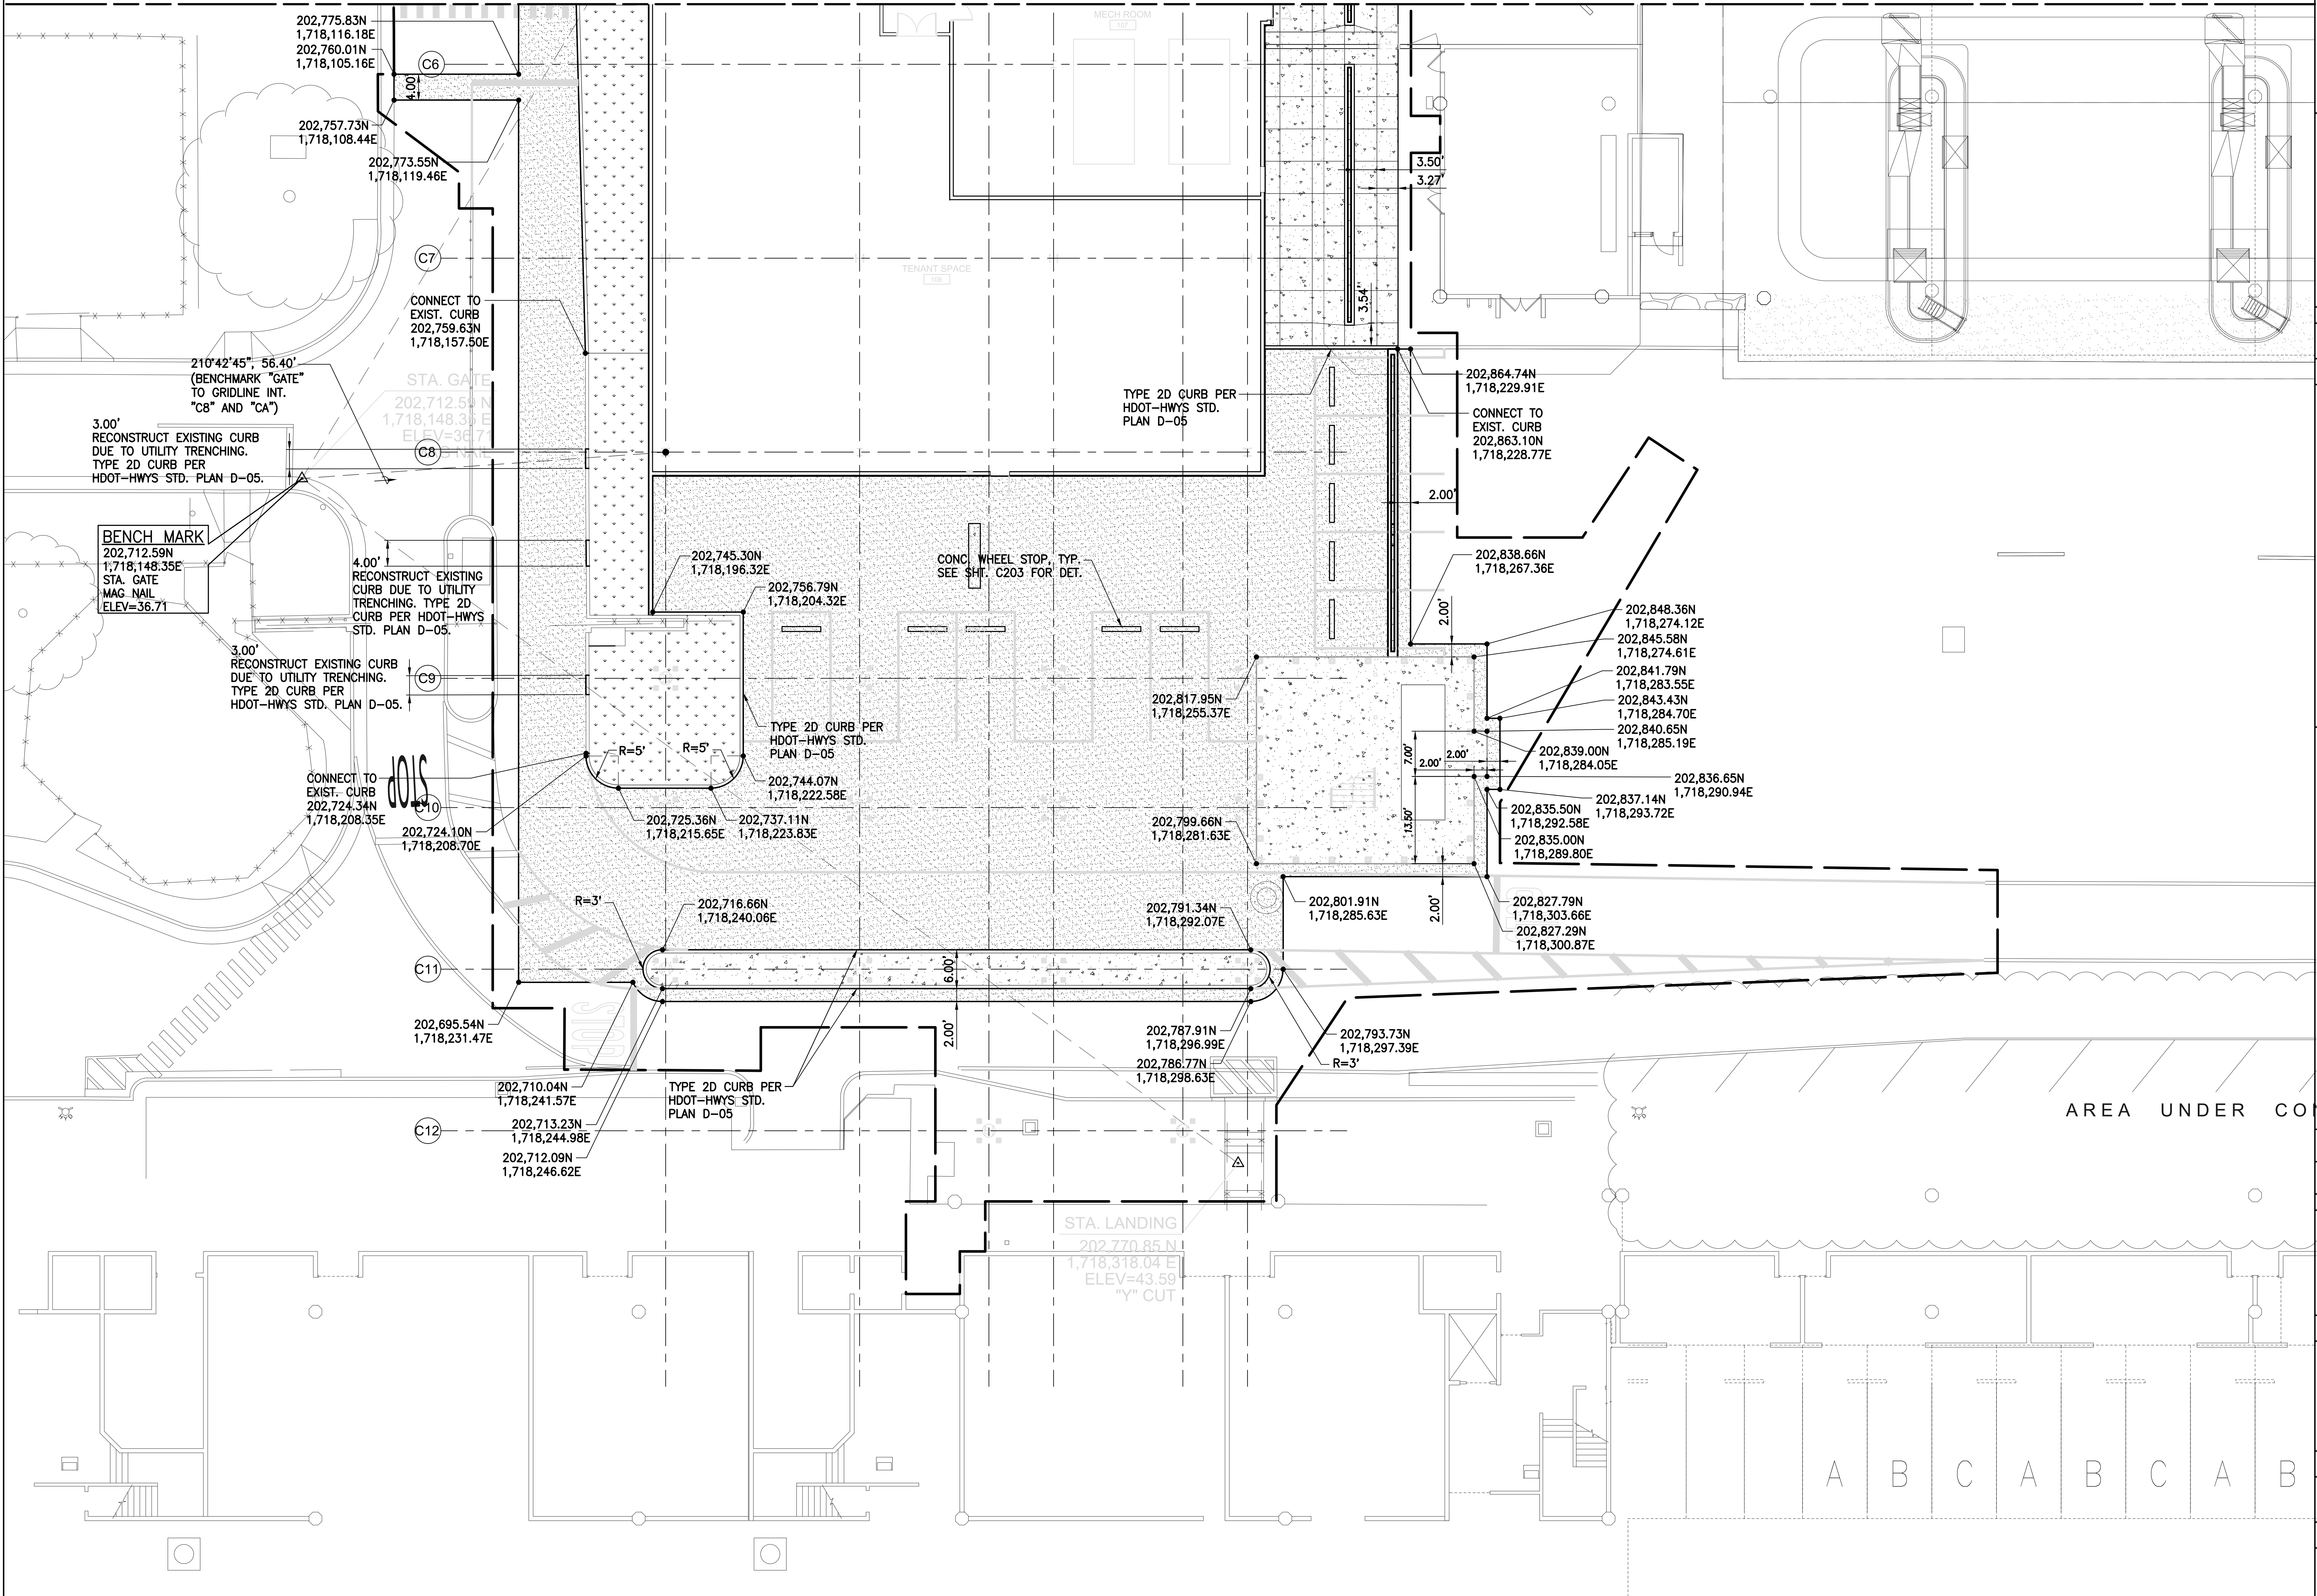 202,775.83N
1,718,116.18E
202,760.01N
1,718,105.16E
C6
4.00'
202,757.73N
1,718,108.44E
202,773.55N
1,718,119.46E
MECH ROOM
107
3.50'
3.27'
C7
TENANT SPACE
CONNECT TO
EXIST. CURB
202,759.63N
1,718,157.50E
3.54'
210°42'45", 56.40'
(BENCHMARK "GATE"
TO GRIDLINE INT.
"C8" AND "CA")
STA. GATE
202,712.59 N
1,718,148.35 E
ELEV=36.71
MAG NAIL
TYPE 2D CURB PER
HDOT-HWYS STD.
PLAN D-05
202,864.74N
1,718,229.91E
CONNECT TO
EXIST. CURB
202,863.10N
1,718,228.77E
3.00'
RECONSTRUCT EXISTING CURB
DUE TO UTILITY TRENCHING.
TYPE 2D CURB PER
HDOT-HWYS STD. PLAN D-05.
C8
2.00'
BENCH MARK
202,712.59N
1,718,148.35E
STA. GATE
MAG NAIL
ELEV=36.71
4.00'
RECONSTRUCT EXISTING
CURB DUE TO UTILITY
TRENCHING. TYPE 2D
CURB PER HDOT-HWYS
STD. PLAN D-05.
202,745.30N
1,718,196.32E
202,756.79N
1,718,204.32E
CONC. WHEEL STOP, TYP.
SEE SHT. C203 FOR DET.
202,838.66N
1,718,267.36E
2.00'
202,848.36N
1,718,274.12E
202,845.58N
1,718,274.61E
202,841.79N
1,718,283.55E
202,843.43N
1,718,284.70E
202,840.65N
1,718,285.19E
202,839.00N
1,718,284.05E
3.00'
RECONSTRUCT EXISTING CURB
DUE TO UTILITY TRENCHING.
TYPE 2D CURB PER
HDOT-HWYS STD. PLAN D-05.
C9
202,817.95N
1,718,255.37E
TYPE 2D CURB PER
HDOT-HWYS STD.
PLAN D-05
R=5'
R=5'
7.00'
2.00'
2.00'
202,836.65N
1,718,290.94E
202,837.14N
1,718,293.72E
202,835.50N
1,718,292.58E
202,835.00N
1,718,289.80E
CONNECT TO
EXIST. CURB
202,724.34N
1,718,208.35E
STOP
C10
202,744.07N
1,718,222.58E
202,724.10N
1,718,208.70E
202,725.36N
1,718,215.65E
202,737.11N
1,718,223.83E
202,799.66N
1,718,281.63E
13.50'
R=3'
202,716.66N
1,718,240.06E
202,791.34N
1,718,292.07E
202,801.91N
1,718,285.63E
2.00'
202,827.79N
1,718,303.66E
202,827.29N
1,718,300.87E
C11
6.00'
202,695.54N
1,718,231.47E
STOP
2.00'
202,787.91N
1,718,296.99E
202,793.73N
1,718,297.39E
202,786.77N
1,718,298.63E
R=3'
202,710.04N
1,718,241.57E
TYPE 2D CURB PER
HDOT-HWYS STD.
PLAN D-05
AREA UNDER
C12
202,713.23N
1,718,244.98E
202,712.09N
1,718,246.62E
STA. LANDING
202,770.85 N
1,718,318.04 E
ELEV=43.59
"Y" CUT
A B C A B C A B